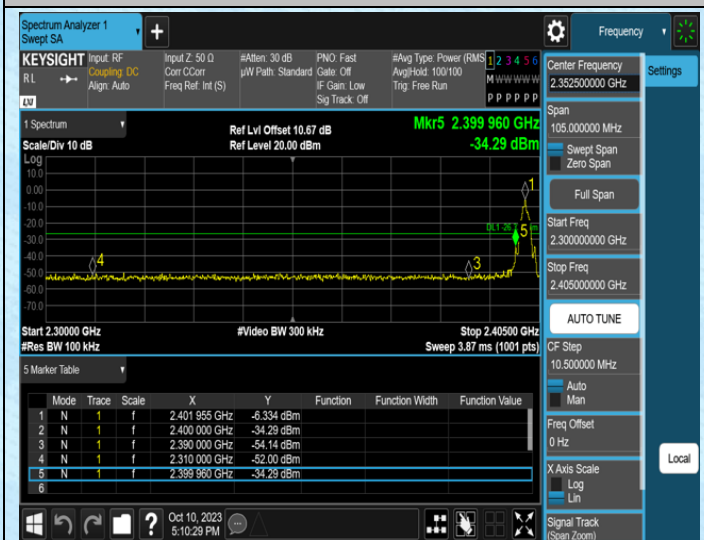 Spectrum Analyzer 1
Swept SA
Frequency
KEYSIGHT
RL
LXI
Input: RF
Coupling: DC
Align: Auto
Input Z: 50 Ω
Corr CCorr
Freq Ref: Int (S)
#Atten: 30 dB
µW Path: Standard
PNO: Fast
Gate: Off
IF Gain: Low
Sig Track: Off
#Avg Type: Power (RMS
Avg|Hold: 100/100
Trig: Free Run
1 2 3 4 5 6
M W W W W W
P P P P P P
1 Spectrum
Scale/Div 10 dB
Ref Lvl Offset 10.67 dB
Ref Level 20.00 dBm
Mkr5 2.399 960 GHz
-34.29 dBm
Log
10.0
0.00
-10.0
-20.0
-30.0
-40.0
-50.0
-60.0
-70.0
1
5
3
4
Start 2.30000 GHz
#Res BW 100 kHz
#Video BW 300 kHz
Stop 2.40500 GHz
Sweep 3.87 ms (1001 pts)
5 Marker Table
Mode Trace Scale X Y Function Function Width Function Value
1 N 1 f 2.401 955 GHz -6.334 dBm
2 N 1 f 2.400 000 GHz -34.29 dBm
3 N 1 f 2.390 000 GHz -54.14 dBm
4 N 1 f 2.310 000 GHz -52.00 dBm
5 N 1 f 2.399 960 GHz -34.29 dBm
6
?
Oct 10, 2023
5:10:29 PM
Center Frequency
2.352500000 GHz
Settings
Span
105.000000 MHz
Swept Span
Zero Span
Full Span
Start Freq
2.300000000 GHz
Stop Freq
2.405000000 GHz
AUTO TUNE
CF Step
10.500000 MHz
Auto
Man
Freq Offset
0 Hz
X Axis Scale
Log
Lin
Local
Signal Track
(Span Zoom)